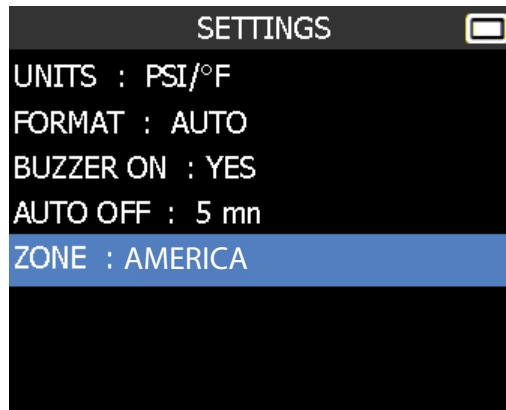 SETTINGS
UNITS : PSI/°F
FORMAT : AUTO
BUZZER ON : YES
AUTO OFF : 5 mn
ZONE : AMERICA